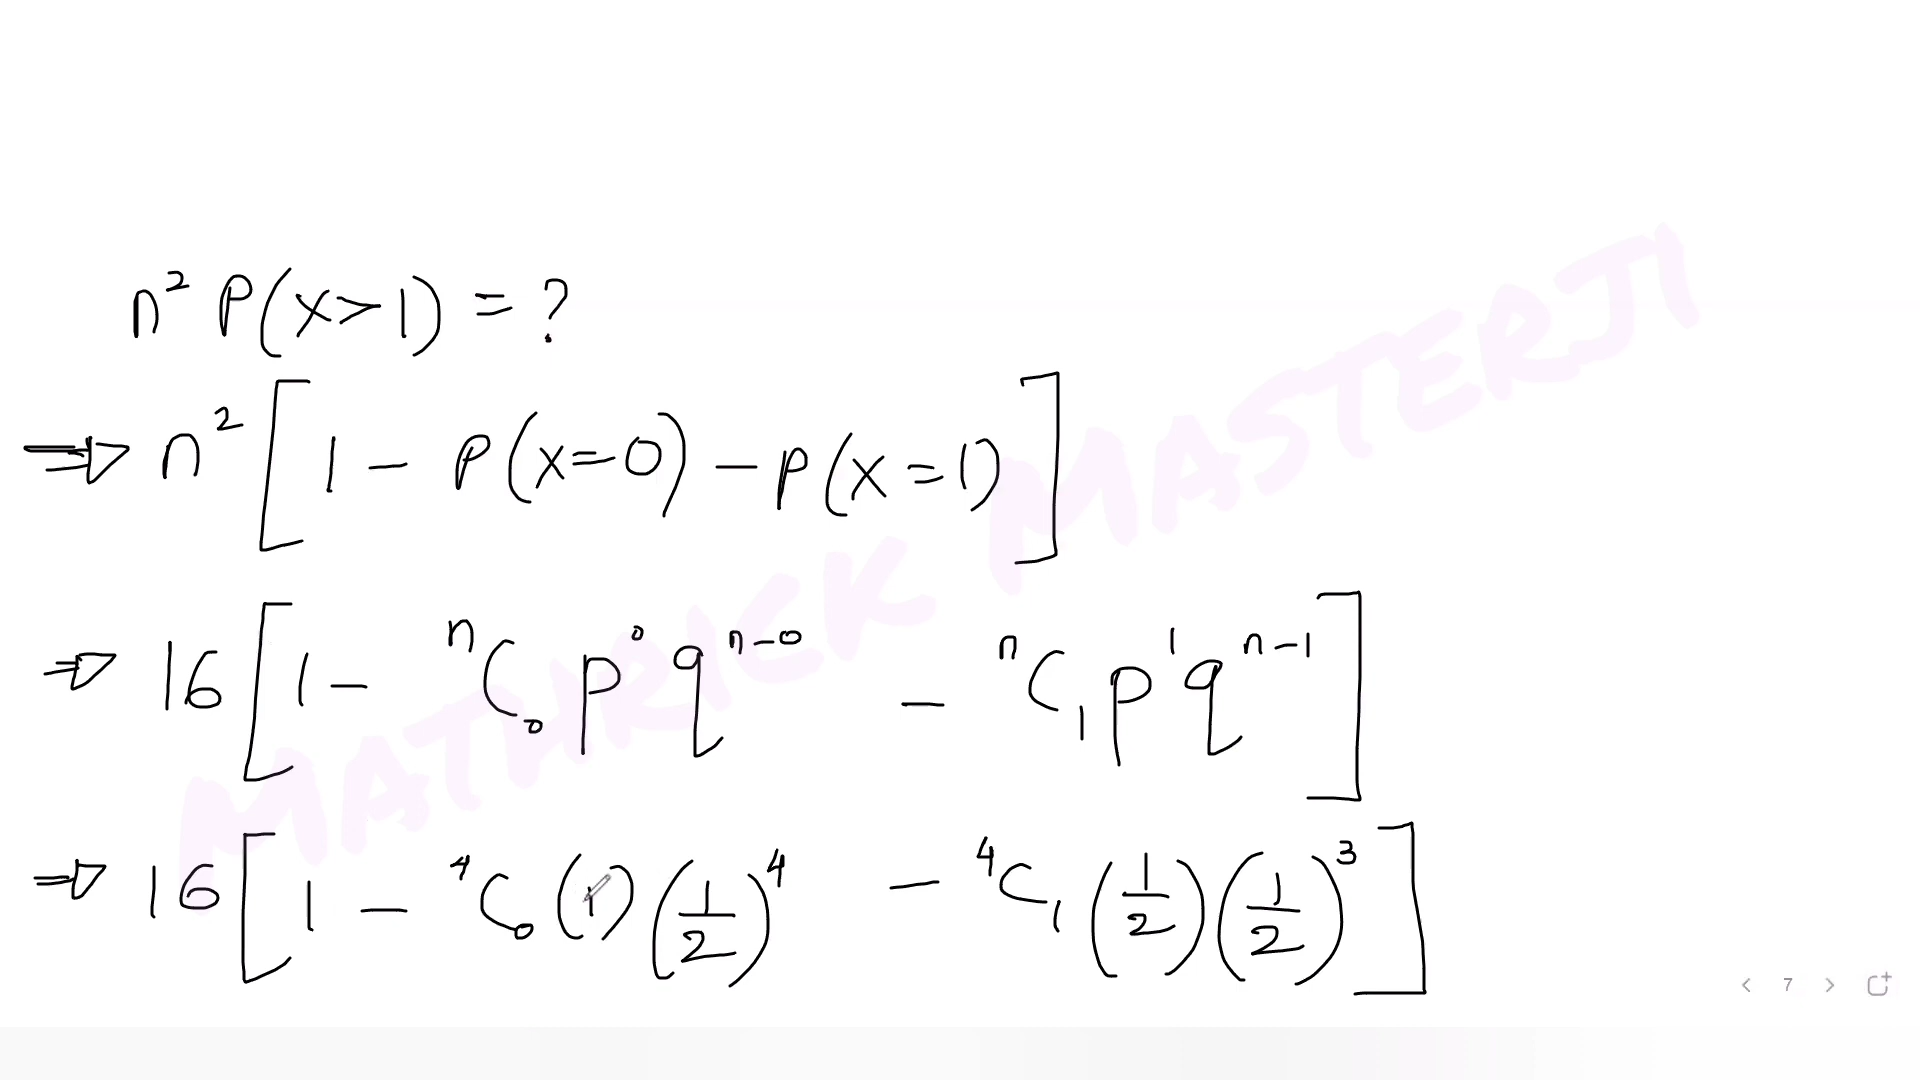 n² P(x>1) = ?
⇒ n² [ 1 - P(x=0) - P(x=1) ]
⇒ 16 [ 1 - ⁿC₀ p⁰ qⁿ⁻⁰ - ⁿC₁ p¹ qⁿ⁻¹ ]
⇒ 16 [ 1 - ⁴C₀ (1) (1/2)⁴ - ⁴C₁ (1/2) (1/2)³ ]
MATHRICK MASTERJI
< 7 >